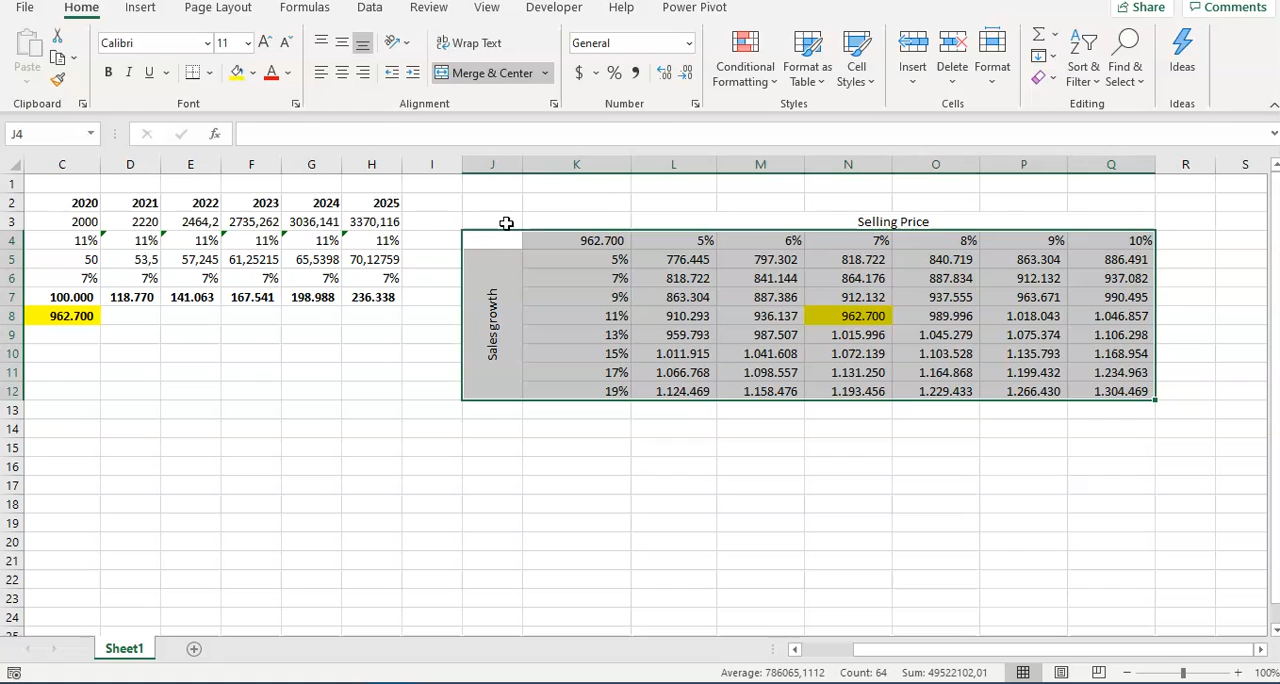 File Home Insert Page Layout Formulas Data Review View Developer Help Power Pivot Share Comments
Paste
Calibri 11 A A
Wrap Text
General
B I U A
Merge & Center
$ % 9
Conditional Formatting
Format as Table
Cell Styles
Insert Delete Format
Sort & Filter
Find & Select
Ideas
Clipboard Font Alignment Number Styles Cells Editing Ideas
J4 fx
C D E F G H I J K L M N O P Q R S
1
2 2020 2021 2022 2023 2024 2025
3 2000 2220 2464,2 2735,262 3036,141 3370,116 Selling Price
4 11% 11% 11% 11% 11% 11% 962.700 5% 6% 7% 8% 9% 10%
5 50 53,5 57,245 61,25215 65,5398 70,12759 5% 776.445 797.302 818.722 840.719 863.304 886.491
6 7% 7% 7% 7% 7% 7% 7% 818.722 841.144 864.176 887.834 912.132 937.082
7 100.000 118.770 141.063 167.541 198.988 236.338 9% 863.304 887.386 912.132 937.555 963.671 990.495
8 962.700 11% 910.293 936.137 962.700 989.996 1.018.043 1.046.857
Sales growth
9 13% 959.793 987.507 1.015.996 1.045.279 1.075.374 1.106.298
10 15% 1.011.915 1.041.608 1.072.139 1.103.528 1.135.793 1.168.954
11 17% 1.066.768 1.098.557 1.131.250 1.164.868 1.199.432 1.234.963
12 19% 1.124.469 1.158.476 1.193.456 1.229.433 1.266.430 1.304.469
13
14
15
16
17
18
19
20
21
22
23
24
Sheet1
Average: 786065,1112 Count: 64 Sum: 49522102,01 100%